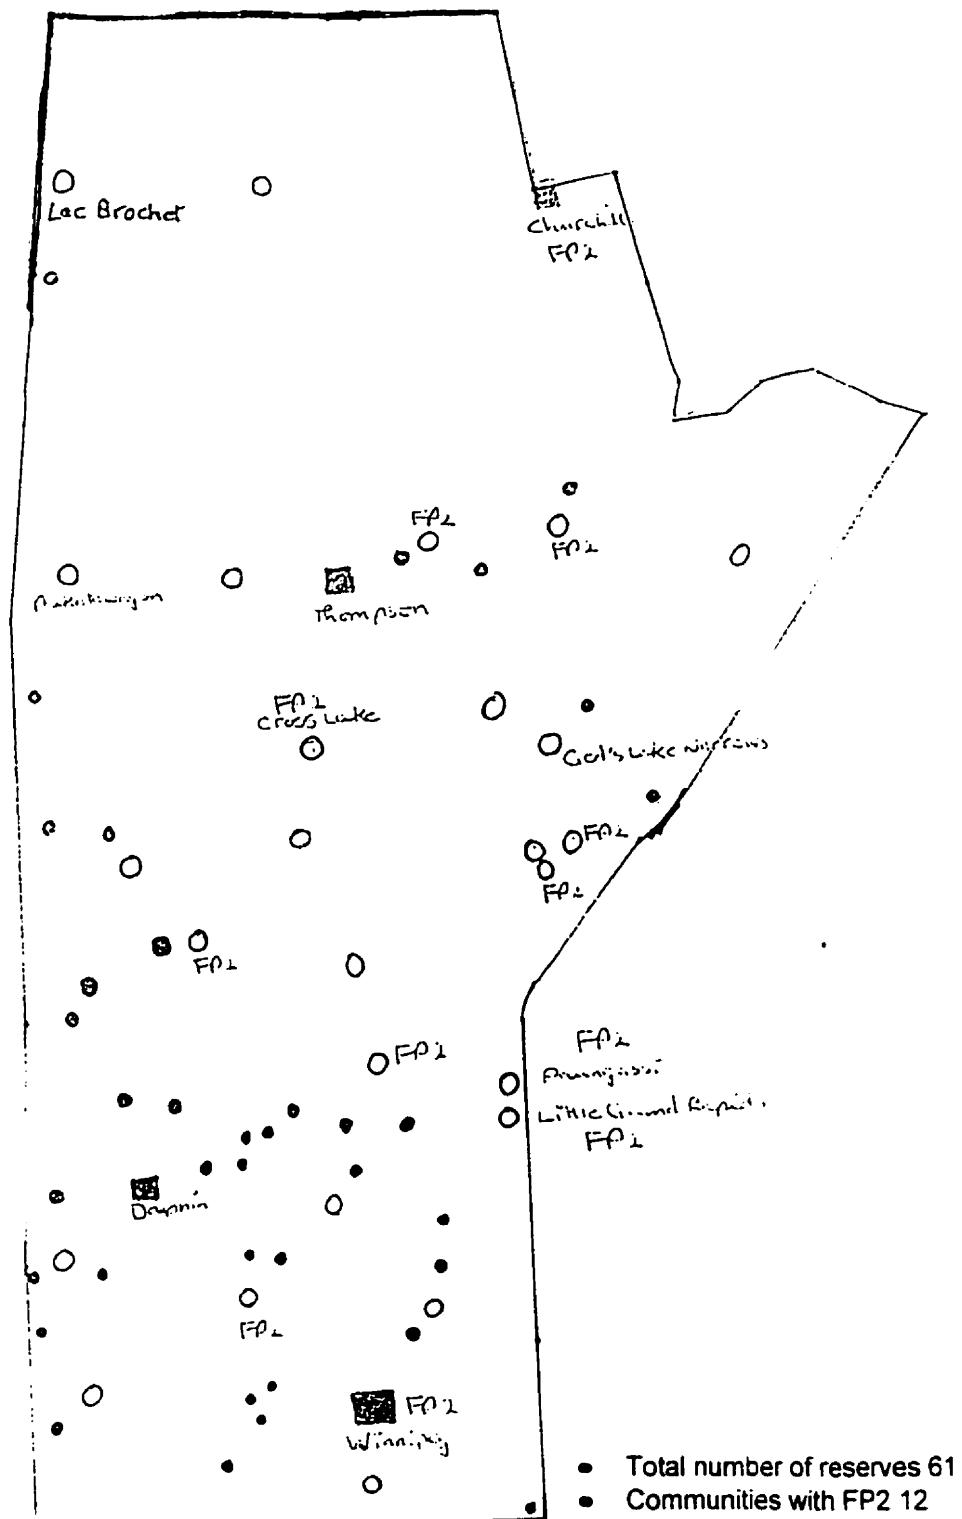 Lac Brochet
Churchill
FP2
FP2
FP2
Thompson
FP2
Cross Lake
God's Lake Narrows
FP2
FP2
FP2
FP2
FP2
Little Grand Rapids
FP2
Dauphin
FP2
FP2
Winnipeg
• Total number of reserves 61
• Communities with FP2 12